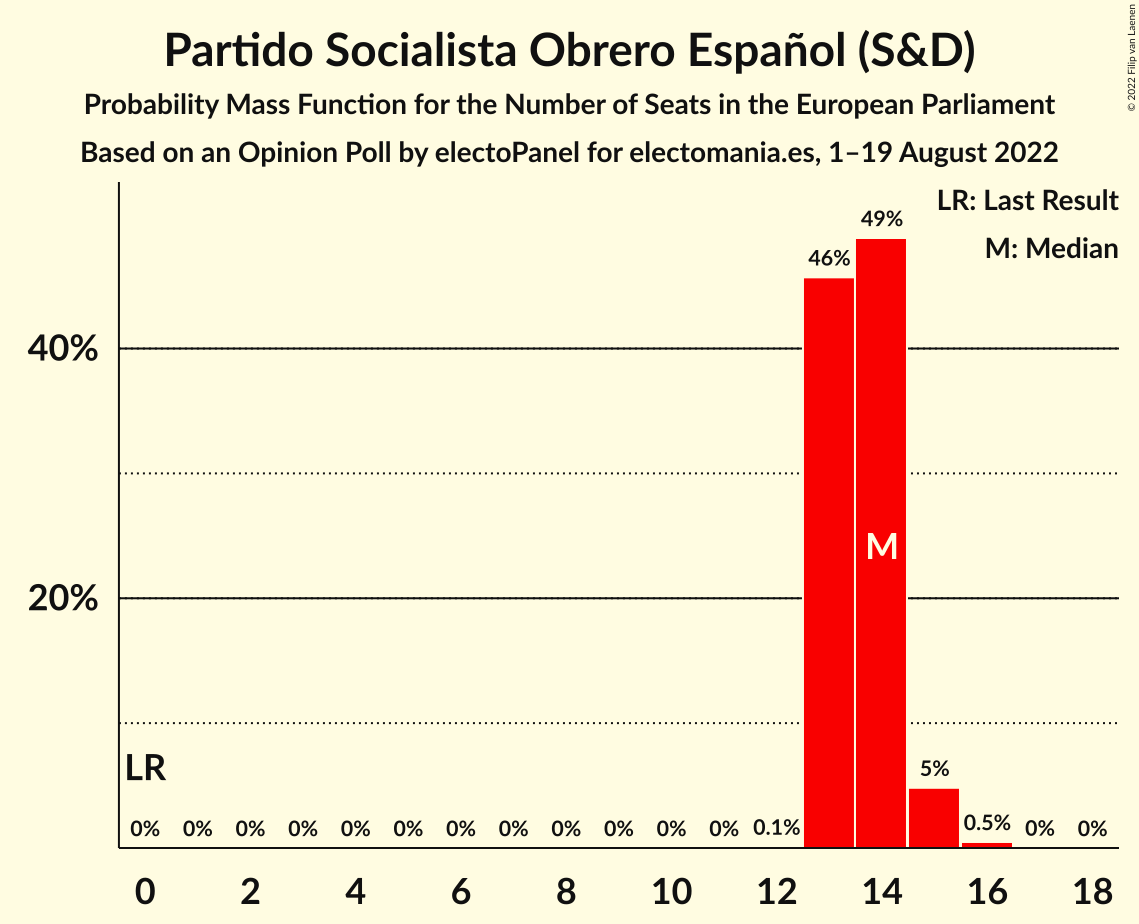 Partido Socialista Obrero Español (S&D)
Probability Mass Function for the Number of Seats in the European Parliament
Based on an Opinion Poll by electoPanel for electomania.es, 1–19 August 2022
© 2022 Filip van Laenen
LR: Last Result
M: Median
49%
46%
40%
M
20%
LR
5%
0% 0% 0% 0% 0% 0% 0% 0% 0% 0% 0% 0% 0.1% 0.5% 0% 0%
0 2 4 6 8 10 12 14 16 18